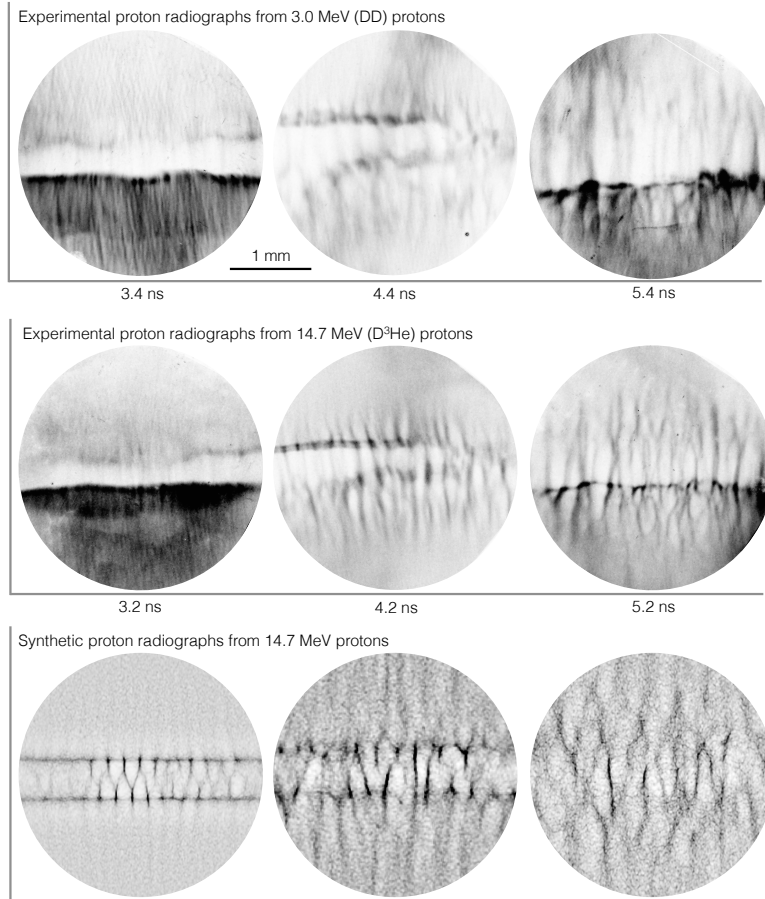 Experimental proton radiographs from 3.0 MeV (DD) protons
1 mm
3.4 ns 4.4 ns 5.4 ns
Experimental proton radiographs from 14.7 MeV (D³He) protons
3.2 ns 4.2 ns 5.2 ns
Synthetic proton radiographs from 14.7 MeV protons